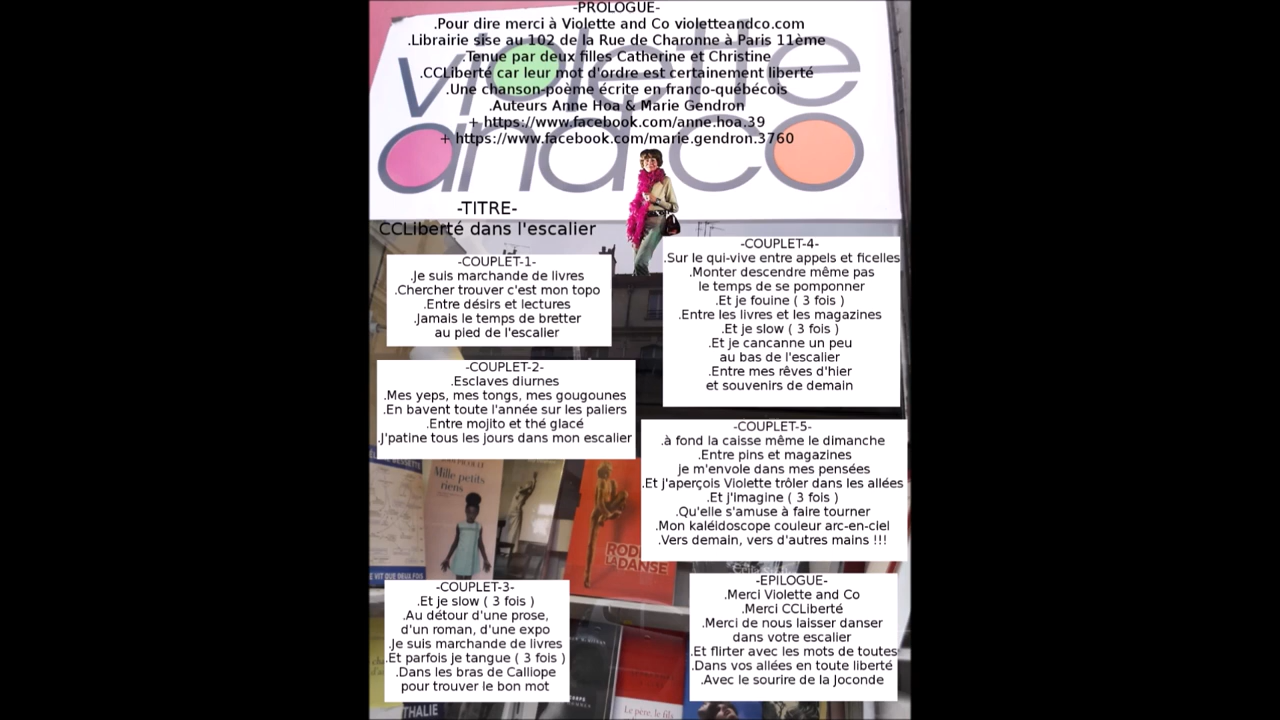 -PROLOGUE-
.Pour dire merci à Violette and Co violetteandco.com
.Librairie sise au 102 de la Rue de Charonne à Paris 11ème
.Tenue par deux filles Catherine et Christine
.CCLiberté car leur mot d'ordre est certainement liberté
.Une chanson-poème écrite en franco-québécois
.Auteurs Anne Hoa & Marie Gendron
+ https://www.facebook.com/anne.hoa.39
+ https://www.facebook.com/marie.gendron.3760
violette
and co
-TITRE-
CCLiberté dans l'escalier
-COUPLET-1-
.Je suis marchande de livres
.Chercher trouver c'est mon topo
.Entre désirs et lectures
.Jamais le temps de bretter
au pied de l'escalier
-COUPLET-2-
.Esclaves diurnes
.Mes yeps, mes tongs, mes gougounes
.En bavent toute l'année sur les paliers
.Entre mojito et thé glacé
.J'patine tous les jours dans mon escalier
Mille petits
riens
RODIN
LA DANSE
-COUPLET-3-
.Et je slow ( 3 fois )
.Au détour d'une prose,
d'un roman, d'une expo
.Je suis marchande de livres
.Et parfois je tangue ( 3 fois )
.Dans les bras de Calliope
pour trouver le bon mot
Le père, le fils
-COUPLET-4-
.Sur le qui-vive entre appels et ficelles
.Monter descendre même pas
le temps de se pomponner
.Et je fouine ( 3 fois )
.Entre les livres et les magazines
.Et je slow ( 3 fois )
.Et je cancanne un peu
au bas de l'escalier
.Entre mes rêves d'hier
et souvenirs de demain
-COUPLET-5-
.à fond la caisse même le dimanche
.Entre pins et magazines
je m'envole dans mes pensées
.Et j'aperçois Violette trôler dans les allées
.Et j'imagine ( 3 fois )
.Qu'elle s'amuse à faire tourner
.Mon kaléidoscope couleur arc-en-ciel
.Vers demain, vers d'autres mains !!!
-EPILOGUE-
.Merci Violette and Co
.Merci CCLiberté
.Merci de nous laisser danser
dans votre escalier
.Et flirter avec les mots de toutes
.Dans vos allées en toute liberté
.Avec le sourire de la Joconde